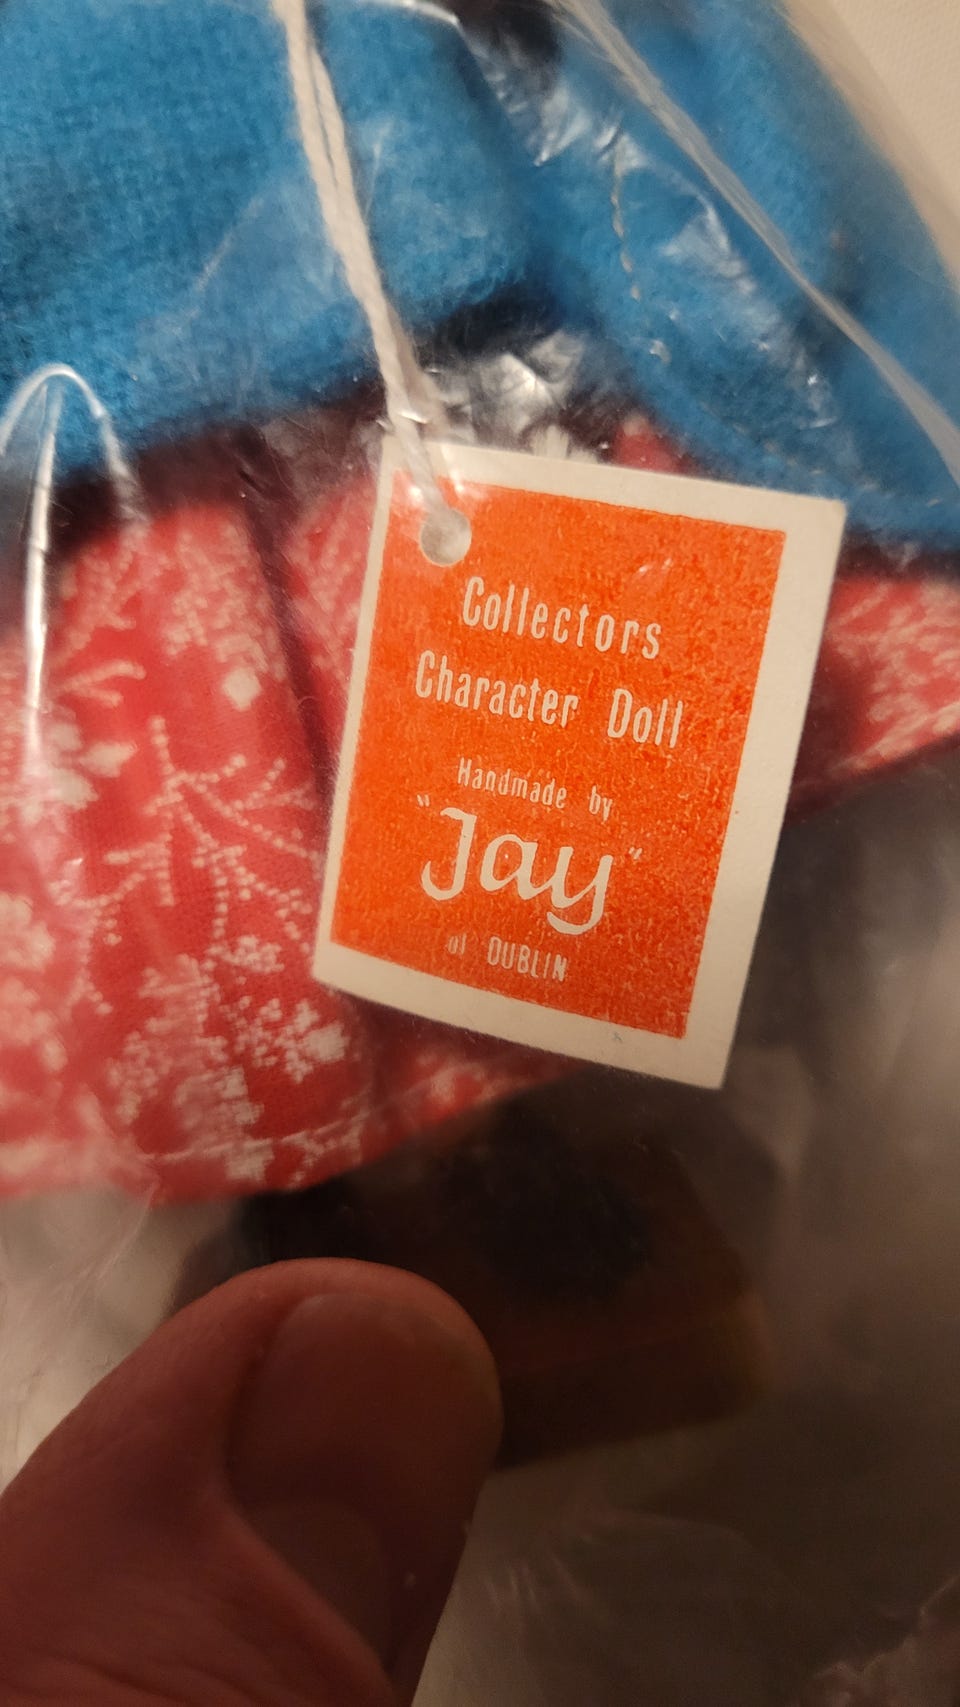 Collectors
Character Doll
Handmade by
"Jay"
of DUBLIN